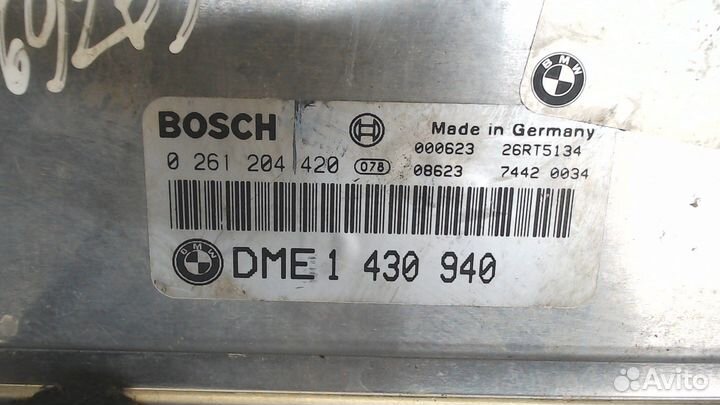 BMW
BOSCH
Made in Germany
000623 26RT5134
0 261 204 420 078 08623 7442 0034
BMW
DME 1 430 940
Avito